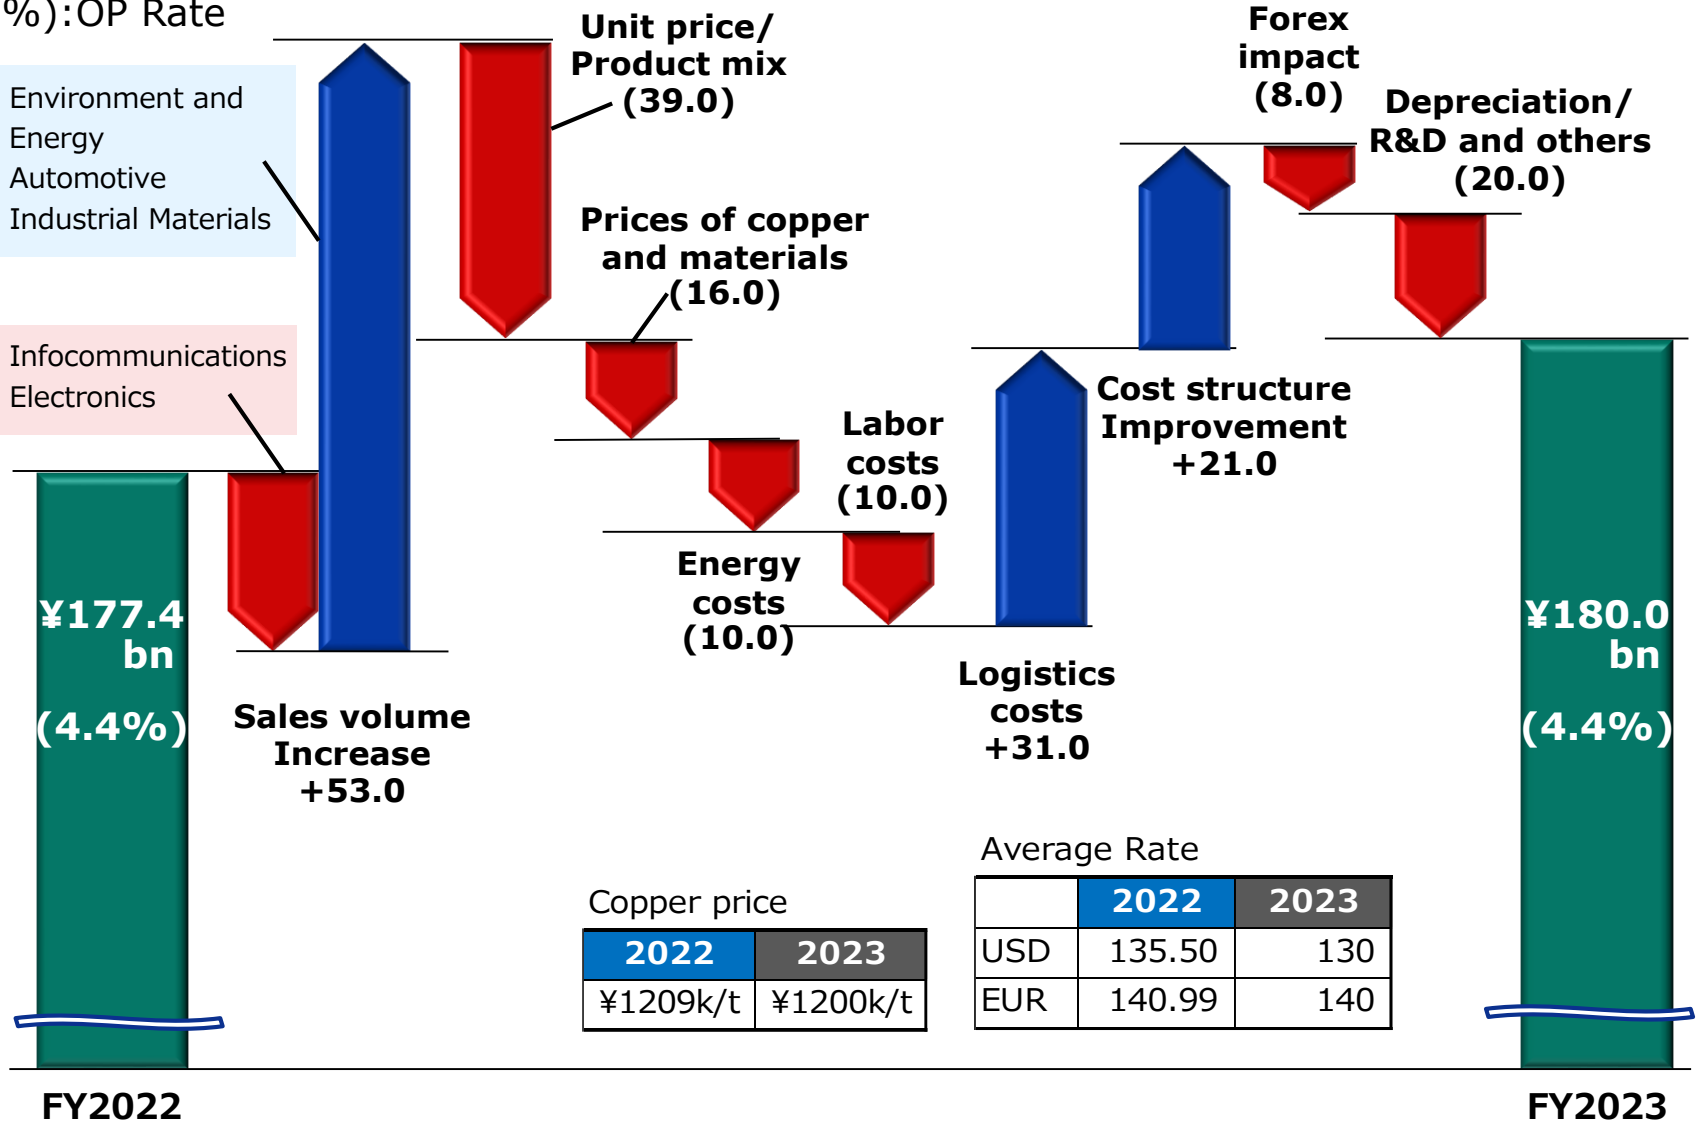 %):OP Rate
Environment and
Energy
Automotive
Industrial Materials
Infocommunications
Electronics
¥177.4
bn
(4.4%)
Sales volume
Increase
+53.0
Unit price/
Product mix
(39.0)
Prices of copper
and materials
(16.0)
Energy
costs
(10.0)
Labor
costs
(10.0)
Logistics
costs
+31.0
Cost structure
Improvement
+21.0
Forex
impact
(8.0)
Depreciation/
R&D and others
(20.0)
¥180.0
bn
(4.4%)
Copper price
2022 2023
¥1209k/t ¥1200k/t
Average Rate
2022 2023
USD 135.50 130
EUR 140.99 140
FY2022
FY2023